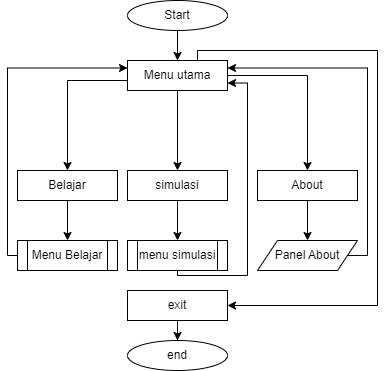 Start
Menu utama
Belajar
simulasi
About
Menu Belajar
menu simulasi
Panel About
exit
end